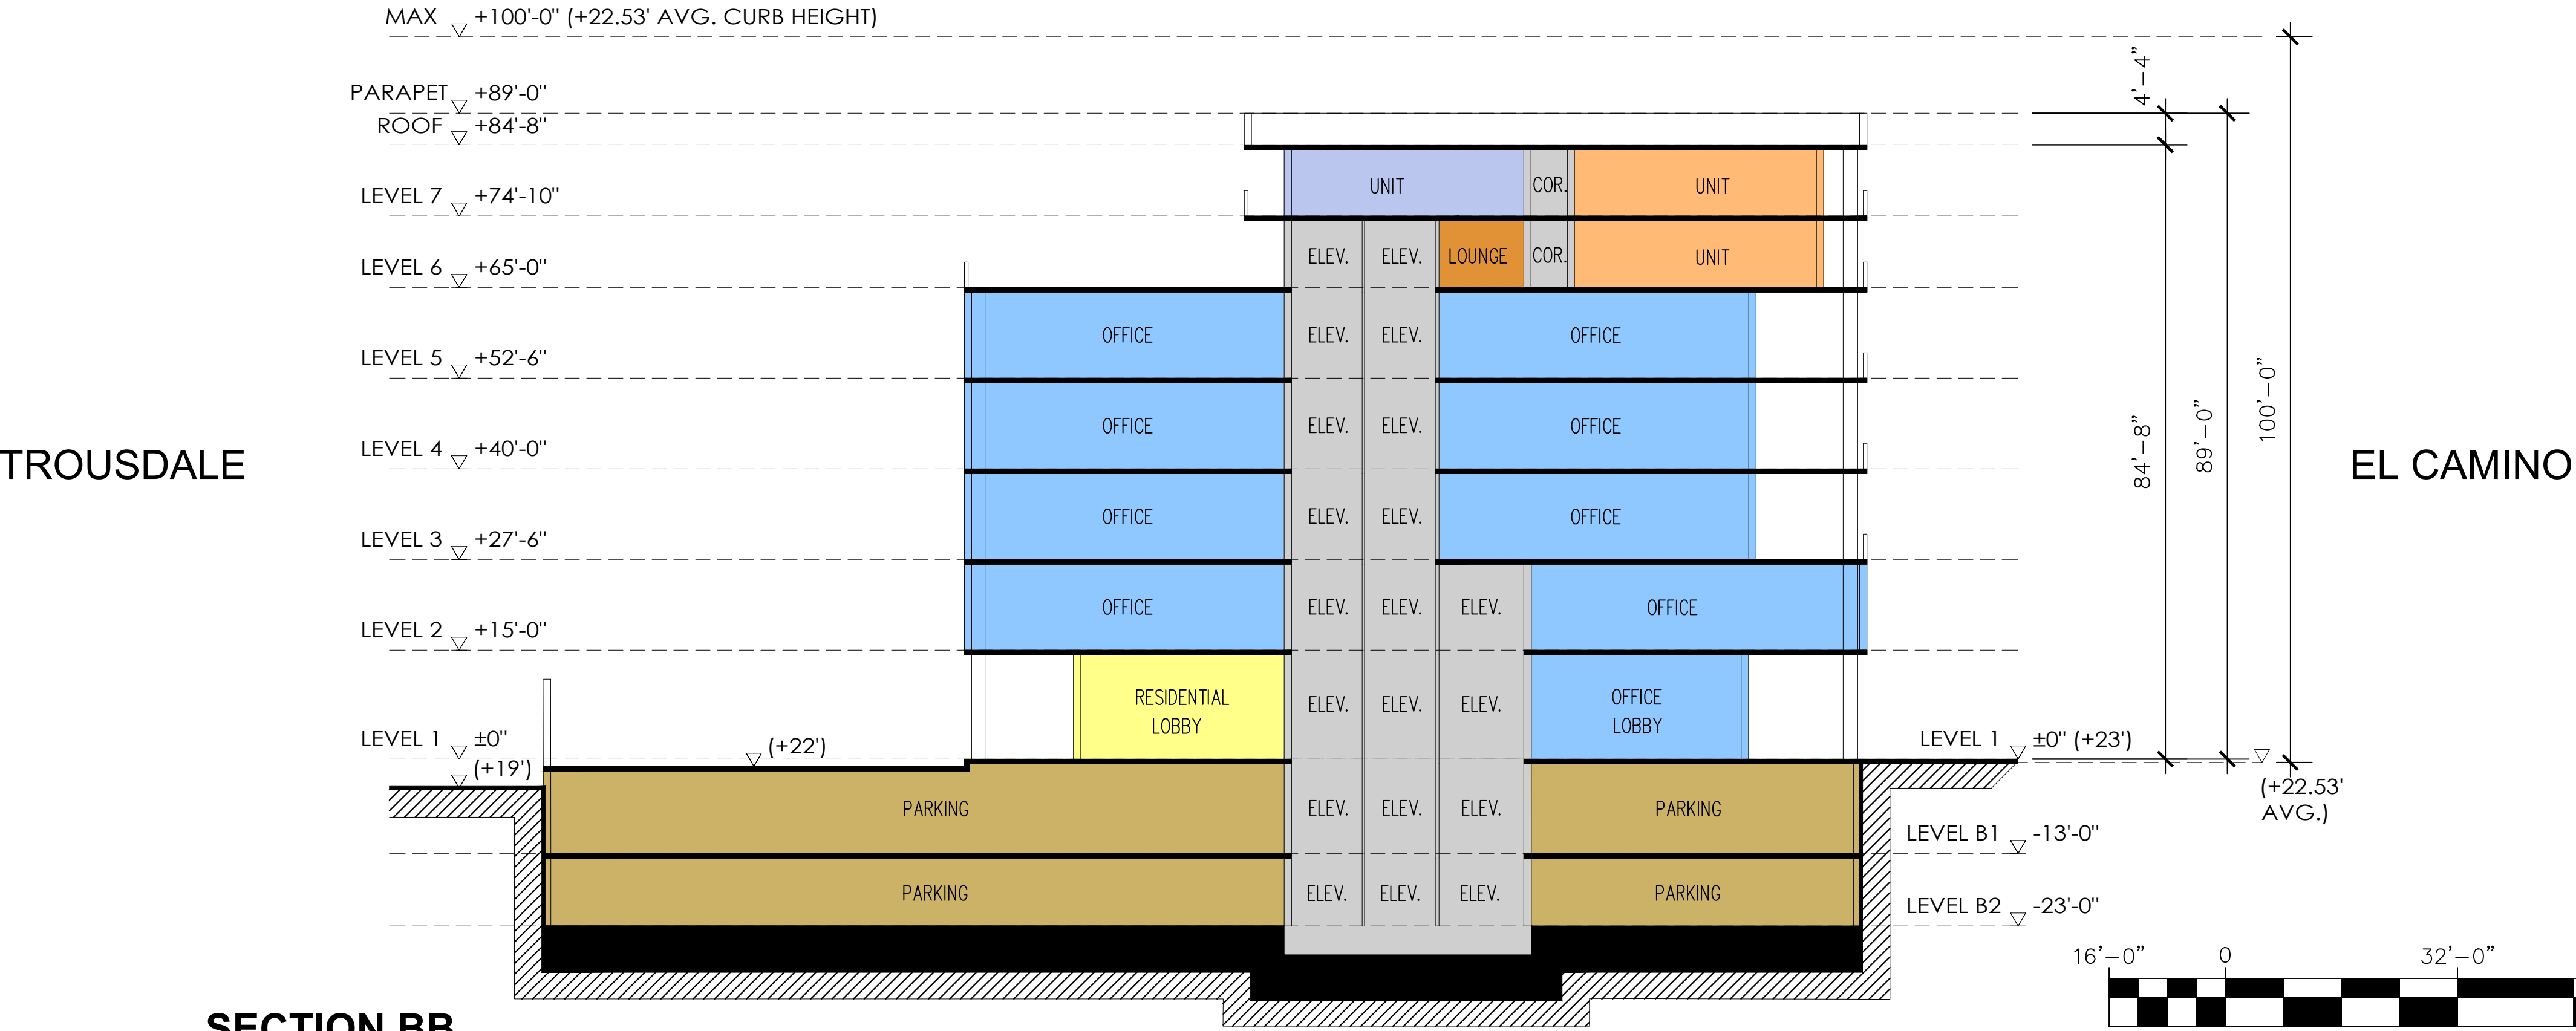 MAX +100'-0" (+22.53' AVG. CURB HEIGHT)
4'-4"
PARAPET +89'-0"
ROOF +84'-8"
UNIT COR. UNIT
LEVEL 7 +74'-10"
ELEV. ELEV. LOUNGE COR. UNIT
LEVEL 6 +65'-0"
OFFICE ELEV. ELEV. OFFICE
LEVEL 5 +52'-6"
100'-0"
OFFICE ELEV. ELEV. OFFICE
89'-0"
84'-8"
LEVEL 4 +40'-0"
TROUSDALE
EL CAMINO
OFFICE ELEV. ELEV. OFFICE
LEVEL 3 +27'-6"
OFFICE ELEV. ELEV. ELEV. OFFICE
LEVEL 2 +15'-0"
RESIDENTIAL
LOBBY
ELEV. ELEV. ELEV.
OFFICE
LOBBY
LEVEL 1 ±0"
(+22')
LEVEL 1 ±0" (+23')
(+19')
(+22.53'
AVG.)
PARKING ELEV. ELEV. ELEV. PARKING
LEVEL B1 -13'-0"
PARKING ELEV. ELEV. ELEV. PARKING
LEVEL B2 -23'-0"
16'-0" 0 32'-0"
SECTION BB